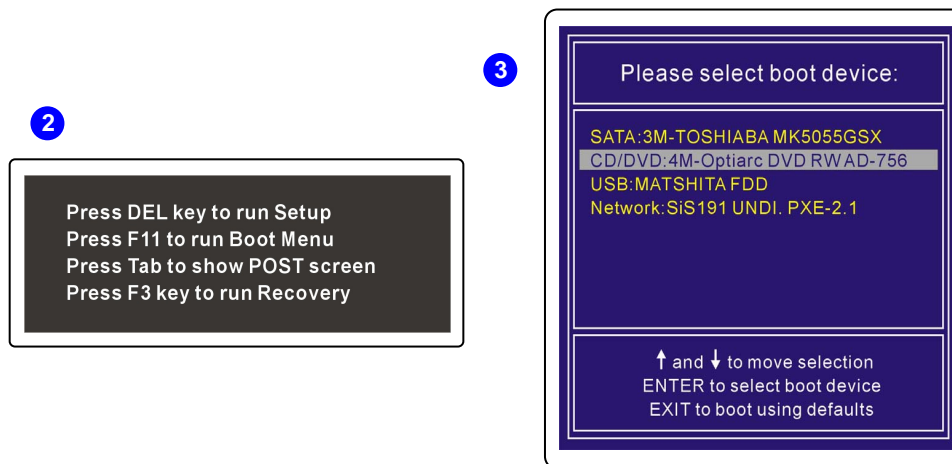 2
Press DEL key to run Setup
Press F11 to run Boot Menu
Press Tab to show POST screen
Press F3 key to run Recovery
3
Please select boot device:
SATA:3M-TOSHIABA MK5055GSX
CD/DVD:4M-Optiarc DVD RW AD-756
USB:MATSHITA FDD
Network:SiS191 UNDI. PXE-2.1
↑ and ↓ to move selection
ENTER to select boot device
EXIT to boot using defaults